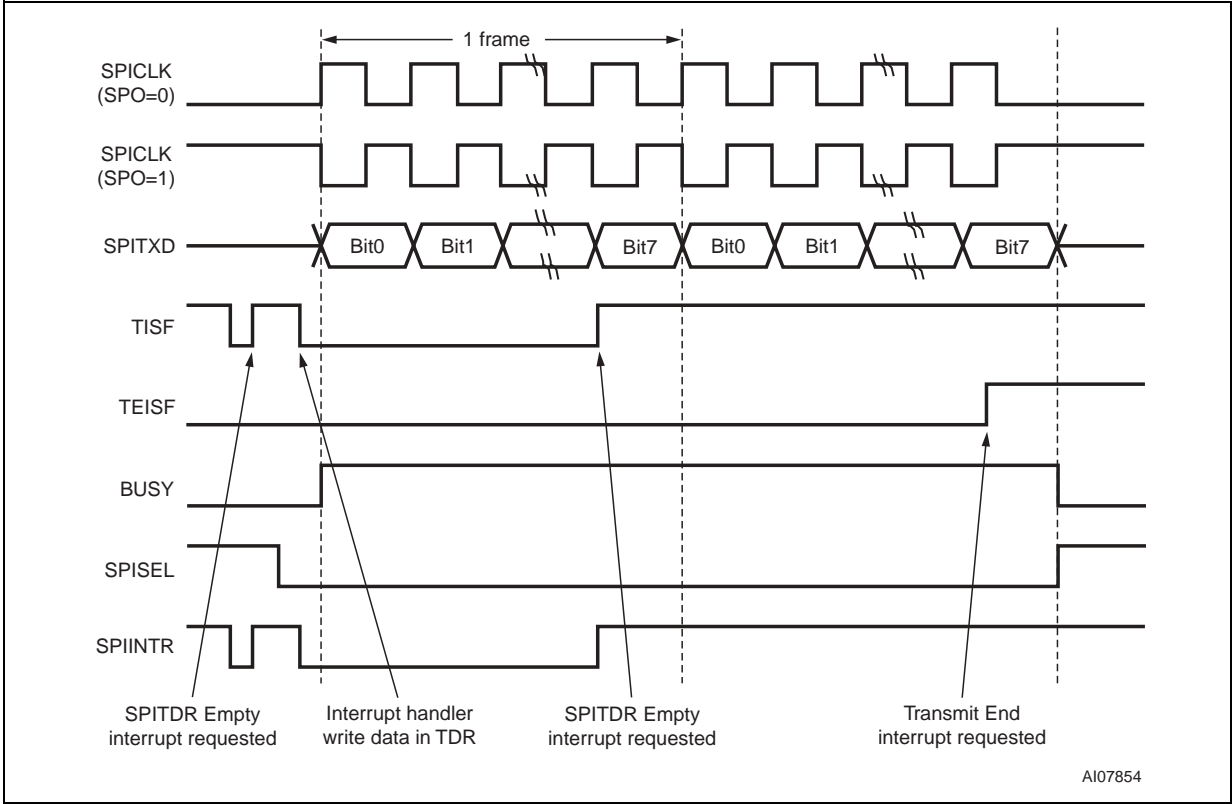 1 frame
SPICLK
(SPO=0)
SPICLK
(SPO=1)
SPITXD
Bit0
Bit1
Bit7
Bit0
Bit1
Bit7
TISF
TEISF
BUSY
SPISEL
SPIINTR
SPITDR Empty
interrupt requested
Interrupt handler
write data in TDR
SPITDR Empty
interrupt requested
Transmit End
interrupt requested
AI07854